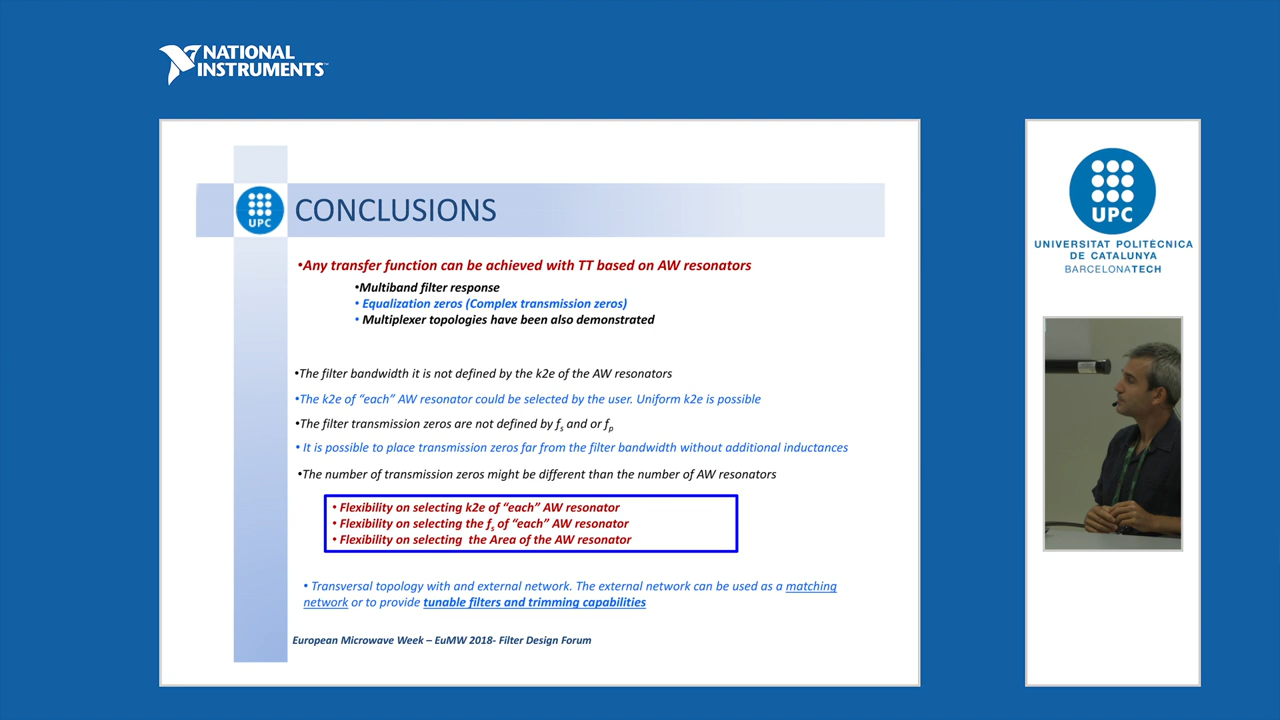 NATIONAL
INSTRUMENTS™
UPC
CONCLUSIONS
•Any transfer function can be achieved with TT based on AW resonators
•Multiband filter response
• Equalization zeros (Complex transmission zeros)
• Multiplexer topologies have been also demonstrated
•The filter bandwidth it is not defined by the k2e of the AW resonators
•The k2e of “each” AW resonator could be selected by the user. Uniform k2e is possible
•The filter transmission zeros are not defined by fs and or fp
• It is possible to place transmission zeros far from the filter bandwidth without additional inductances
•The number of transmission zeros might be different than the number of AW resonators
• Flexibility on selecting k2e of “each” AW resonator
• Flexibility on selecting the fs of “each” AW resonator
• Flexibility on selecting the Area of the AW resonator
• Transversal topology with and external network. The external network can be used as a matching
network or to provide tunable filters and trimming capabilities
European Microwave Week – EuMW 2018- Filter Design Forum
UPC
UNIVERSITAT POLITÈCNICA
DE CATALUNYA
BARCELONATECH